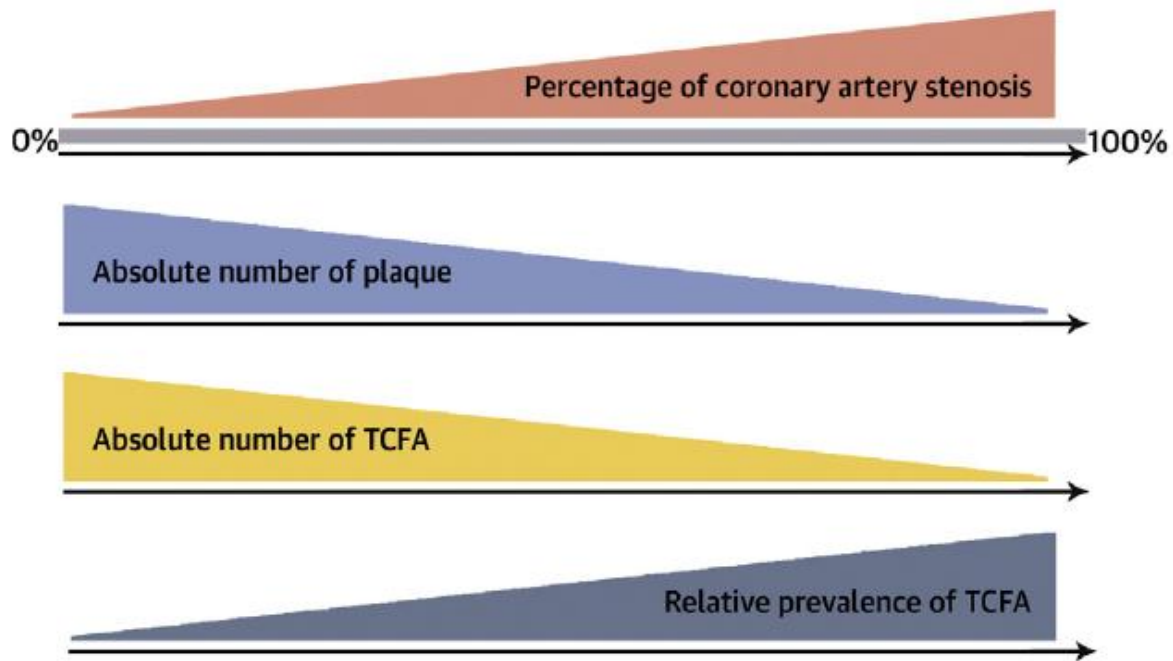 Percentage of coronary artery stenosis
0%
100%
Absolute number of plaque
Absolute number of TCFA
Relative prevalence of TCFA